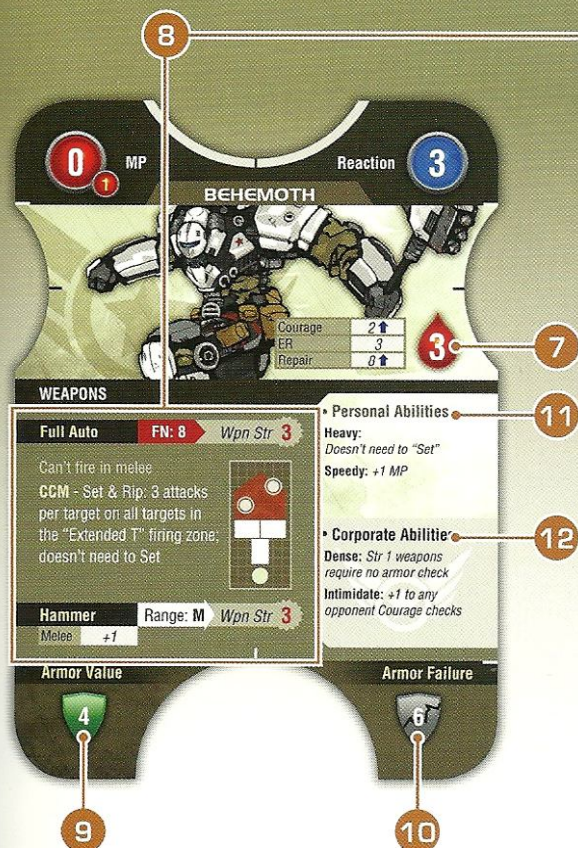 8
0 MP Reaction 3
1
BEHEMOTH
Courage 2
ER 3
Repair 8
3
7
WEAPONS
Full Auto FN: 8 Wpn Str 3
Can't fire in melee
CCM - Set & Rip: 3 attacks
per target on all targets in
the "Extended T" firing zone;
doesn't need to Set
Hammer Range: M Wpn Str 3
Melee +1
• Personal Abilities
11
Heavy:
Doesn't need to "Set"
Speedy: +1 MP
• Corporate Abilities
12
Dense: Str 1 weapons
require no armor check
Intimidate: +1 to any
opponent Courage checks
Armor Value Armor Failure
4 6
9 10